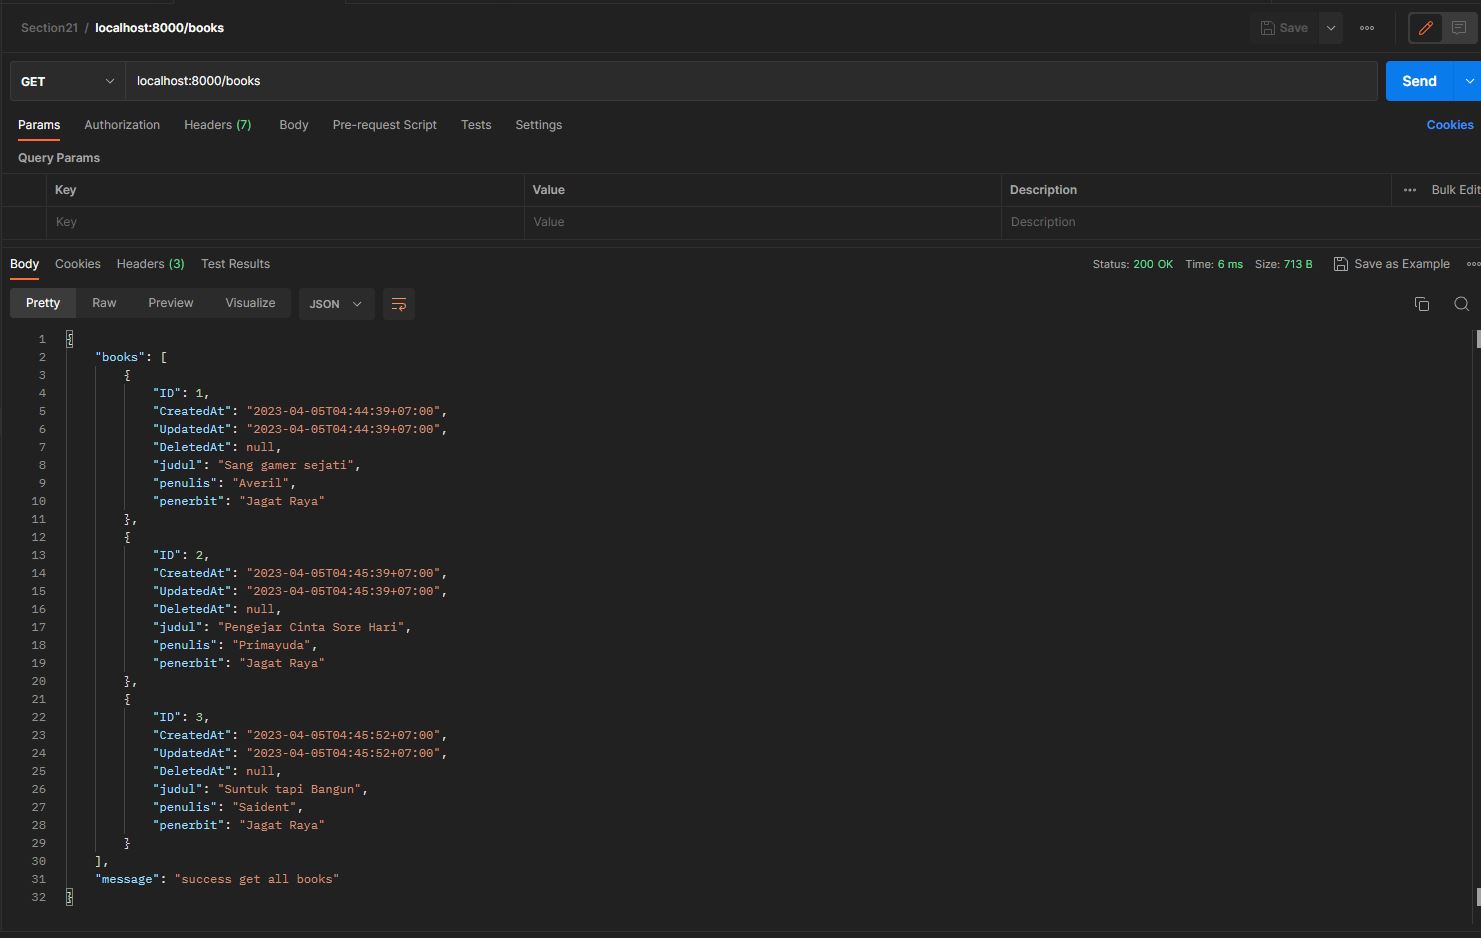 Section21 / localhost:8000/books
Save
GET localhost:8000/books Send
Params Authorization Headers (7) Body Pre-request Script Tests Settings Cookies
Query Params
Key Value Description Bulk Edit
Key Value Description
Body Cookies Headers (3) Test Results Status: 200 OK Time: 6 ms Size: 713 B Save as Example
Pretty Raw Preview Visualize JSON
1 {
2 "books": [
3 {
4 "ID": 1,
5 "CreatedAt": "2023-04-05T04:44:39+07:00",
6 "UpdatedAt": "2023-04-05T04:44:39+07:00",
7 "DeletedAt": null,
8 "judul": "Sang gamer sejati",
9 "penulis": "Averil",
10 "penerbit": "Jagat Raya"
11 },
12 {
13 "ID": 2,
14 "CreatedAt": "2023-04-05T04:45:39+07:00",
15 "UpdatedAt": "2023-04-05T04:45:39+07:00",
16 "DeletedAt": null,
17 "judul": "Pengejar Cinta Sore Hari",
18 "penulis": "Primayuda",
19 "penerbit": "Jagat Raya"
20 },
21 {
22 "ID": 3,
23 "CreatedAt": "2023-04-05T04:45:52+07:00",
24 "UpdatedAt": "2023-04-05T04:45:52+07:00",
25 "DeletedAt": null,
26 "judul": "Suntuk tapi Bangun",
27 "penulis": "Saident",
28 "penerbit": "Jagat Raya"
29 }
30 ],
31 "message": "success get all books"
32 }